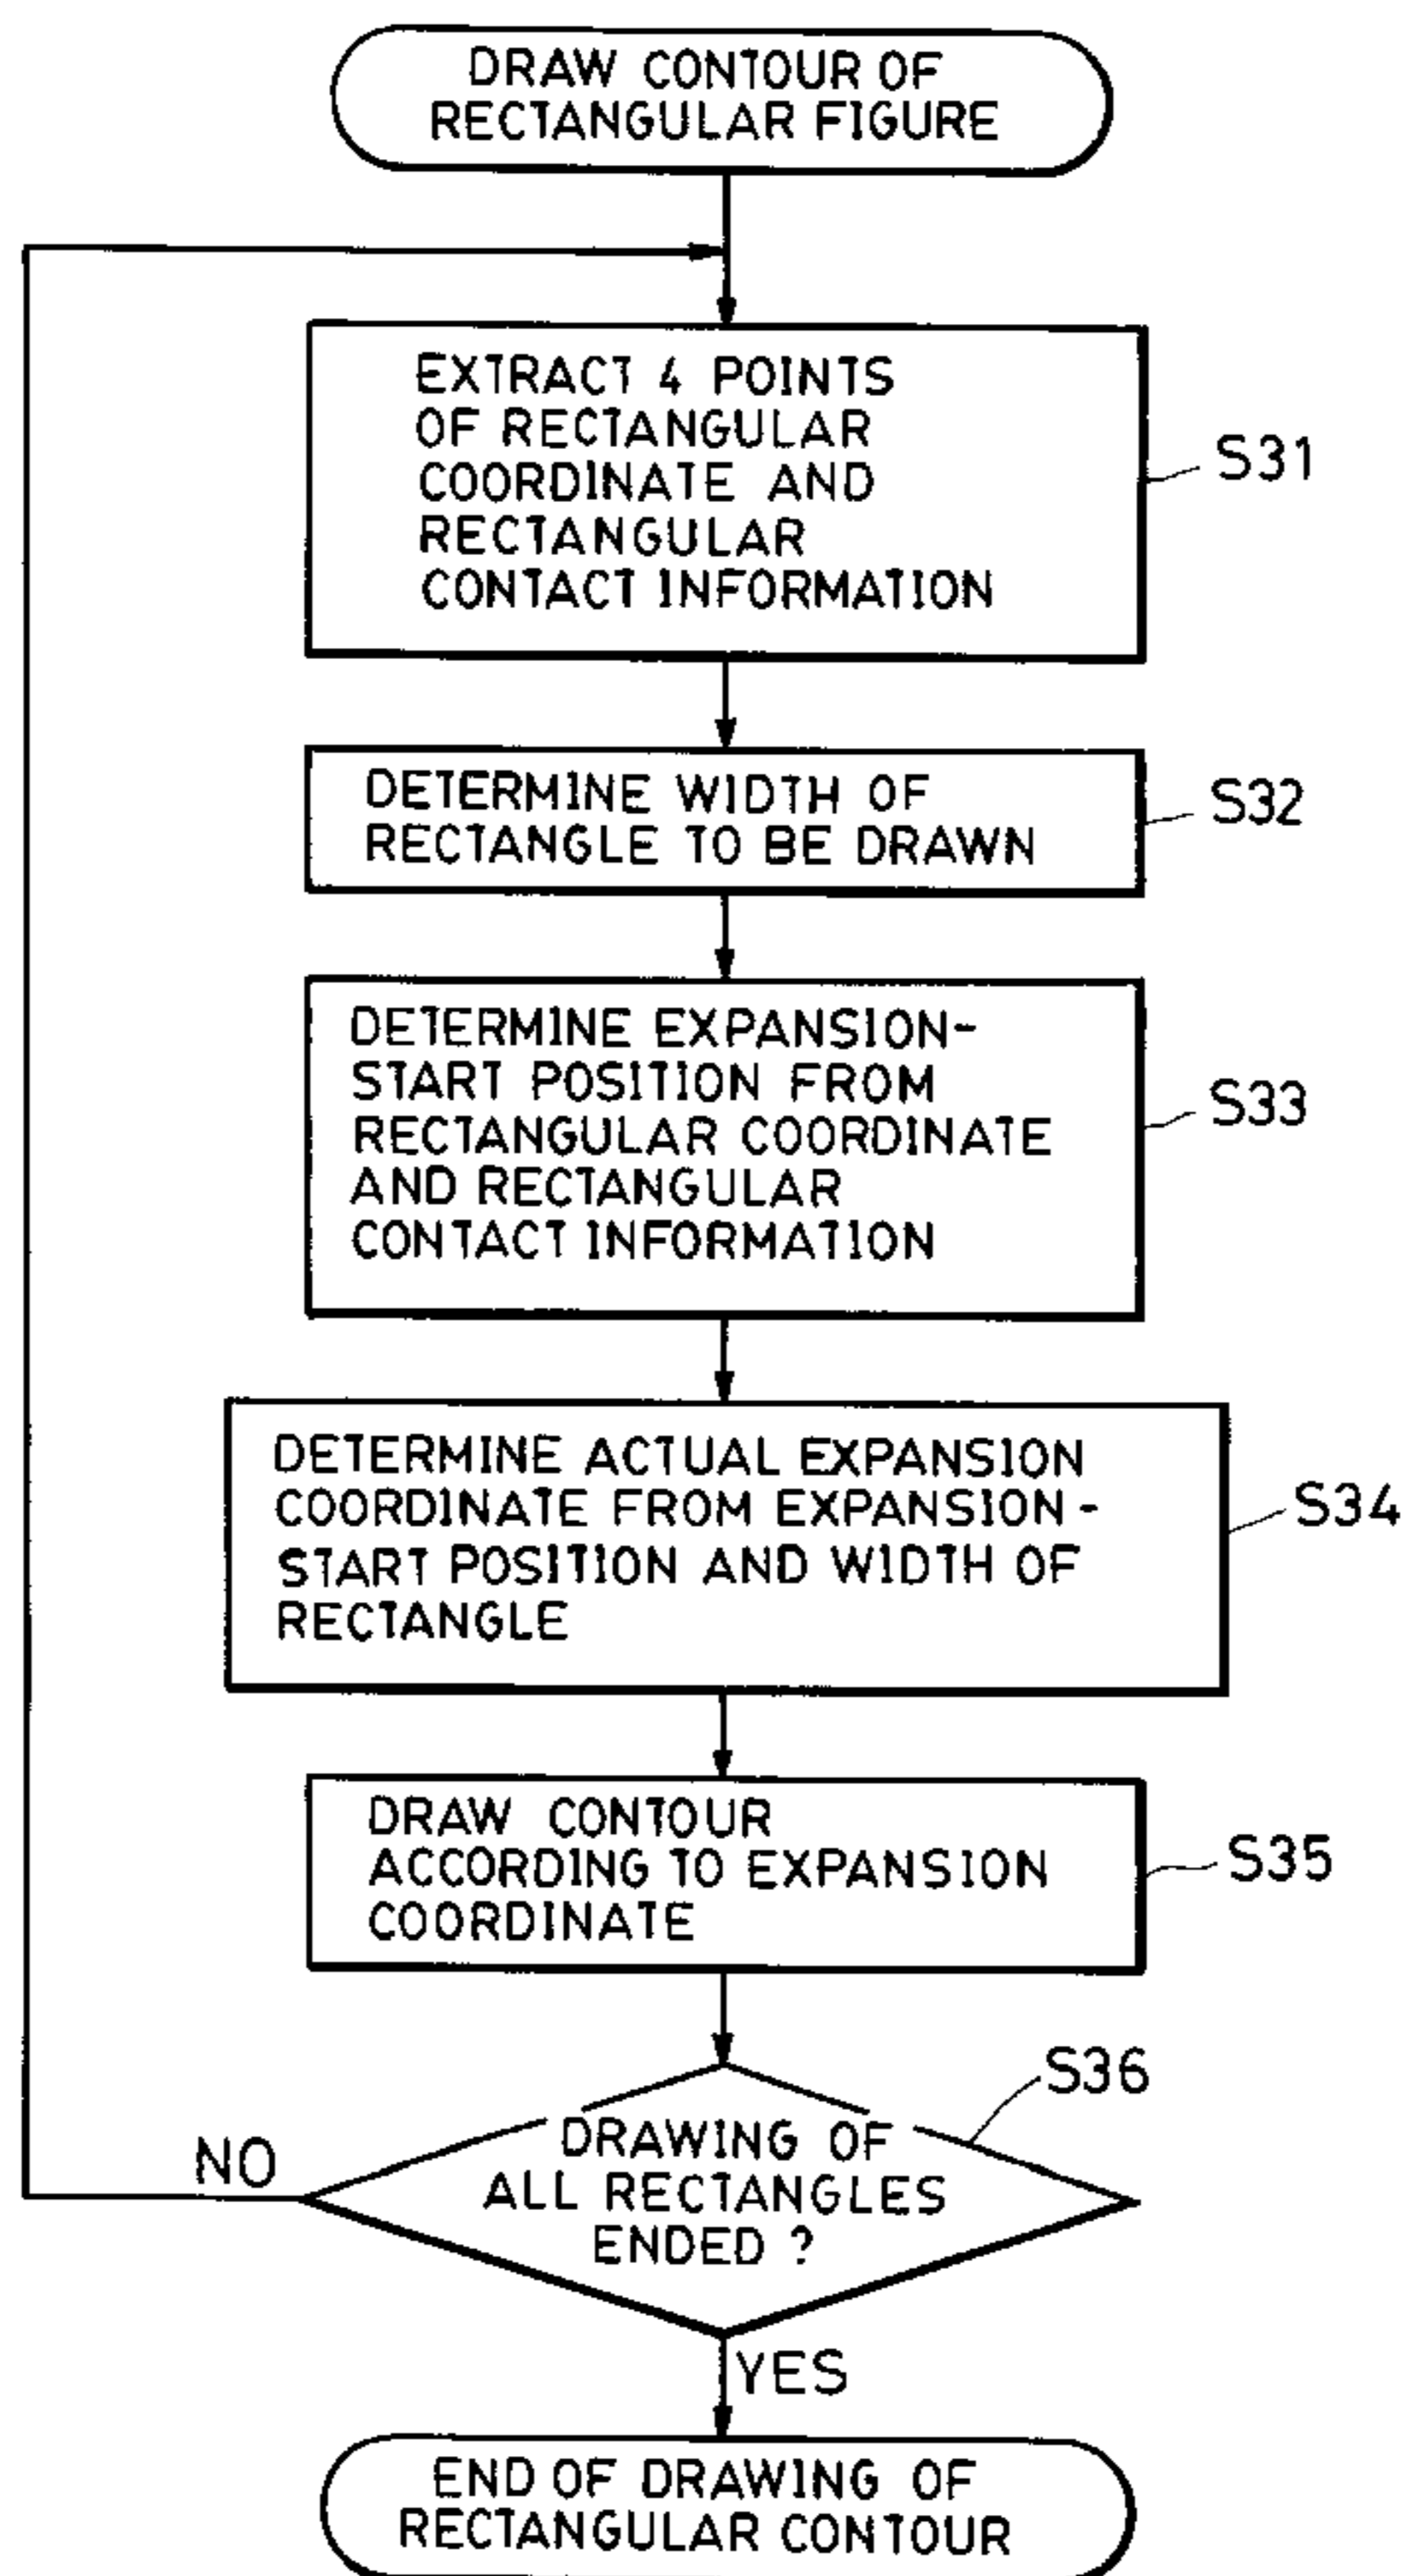 DRAW CONTOUR OF
RECTANGULAR FIGURE
EXTRACT 4 POINTS
OF RECTANGULAR
COORDINATE AND
RECTANGULAR
CONTACT INFORMATION
S31
DETERMINE WIDTH OF
RECTANGLE TO BE DRAWN
S32
DETERMINE EXPANSION-
START POSITION FROM
RECTANGULAR COORDINATE
AND RECTANGULAR
CONTACT INFORMATION
S33
DETERMINE ACTUAL EXPANSION
COORDINATE FROM EXPANSION-
START POSITION AND WIDTH OF
RECTANGLE
S34
DRAW CONTOUR
ACCORDING TO EXPANSION
COORDINATE
S35
S36
DRAWING OF
ALL RECTANGLES
ENDED ?
NO
YES
END OF DRAWING OF
RECTANGULAR CONTOUR